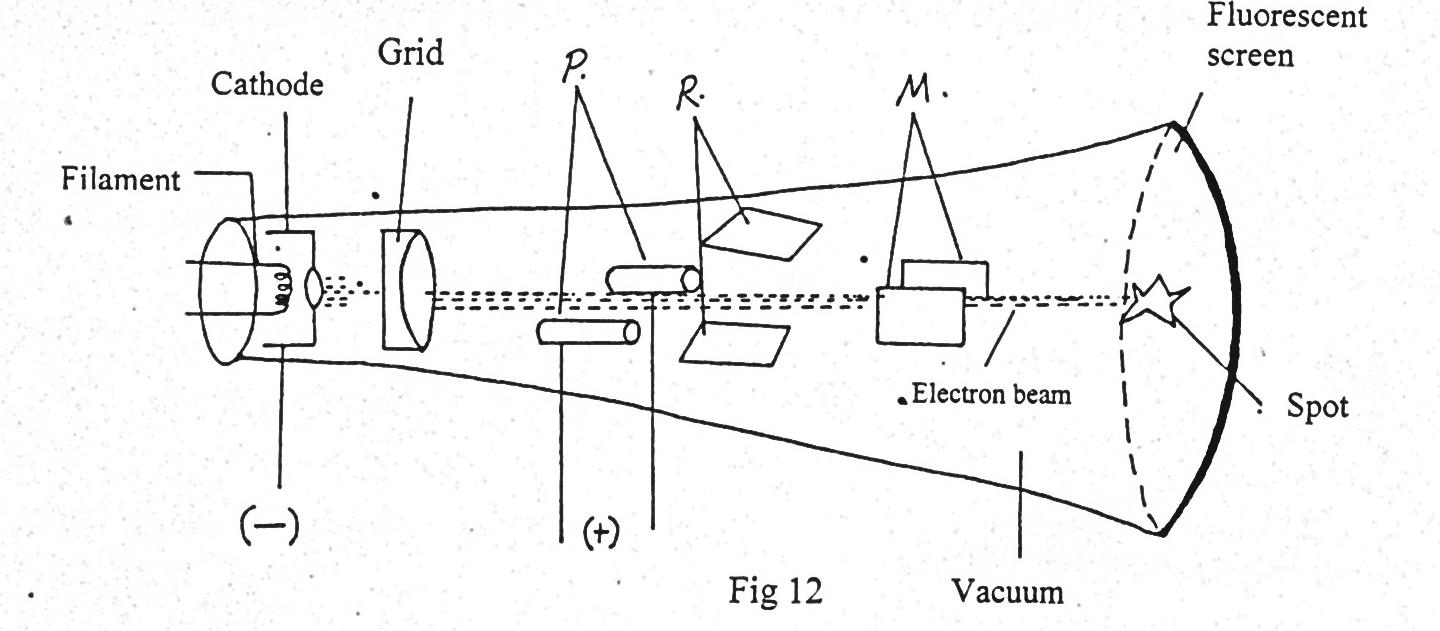 Fluorescent
screen
Grid
Cathode
P.
R.
M.
Filament
Electron beam
Spot
(—)
(+)
Fig 12
Vacuum